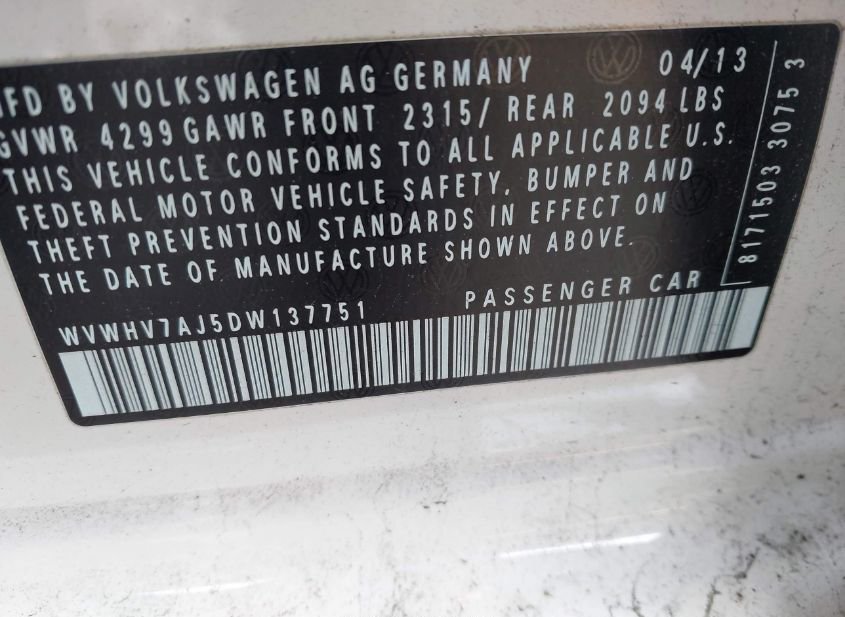 MFD BY VOLKSWAGEN AG GERMANY 04/13
GVWR 4299 GAWR FRONT 2315/ REAR 2094 LBS
THIS VEHICLE CONFORMS TO ALL APPLICABLE U.S.
FEDERAL MOTOR VEHICLE SAFETY, BUMPER AND
THEFT PREVENTION STANDARDS IN EFFECT ON
THE DATE OF MANUFACTURE SHOWN ABOVE.
WVWHV7AJ5DW137751 PASSENGER CAR
8171503 3075 3